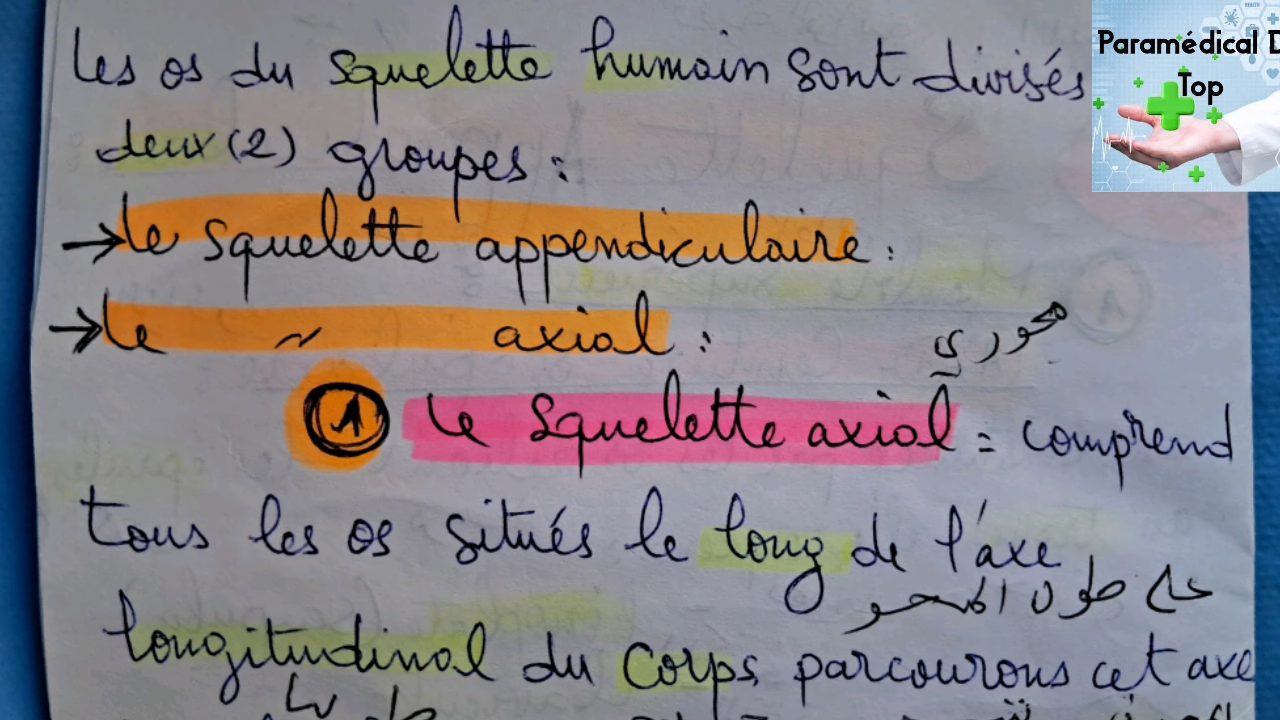 Les os du squelette humain sont divisés
deux (2) groupes :
→ Le squelette appendiculaire :
→ Le 〃 axial :
محوري
1 Le squelette axial = comprend
tous les os situés le long de l'axe
على طول المحور
longitudinal du corps parcourons cet axe
Paramédical D
Top